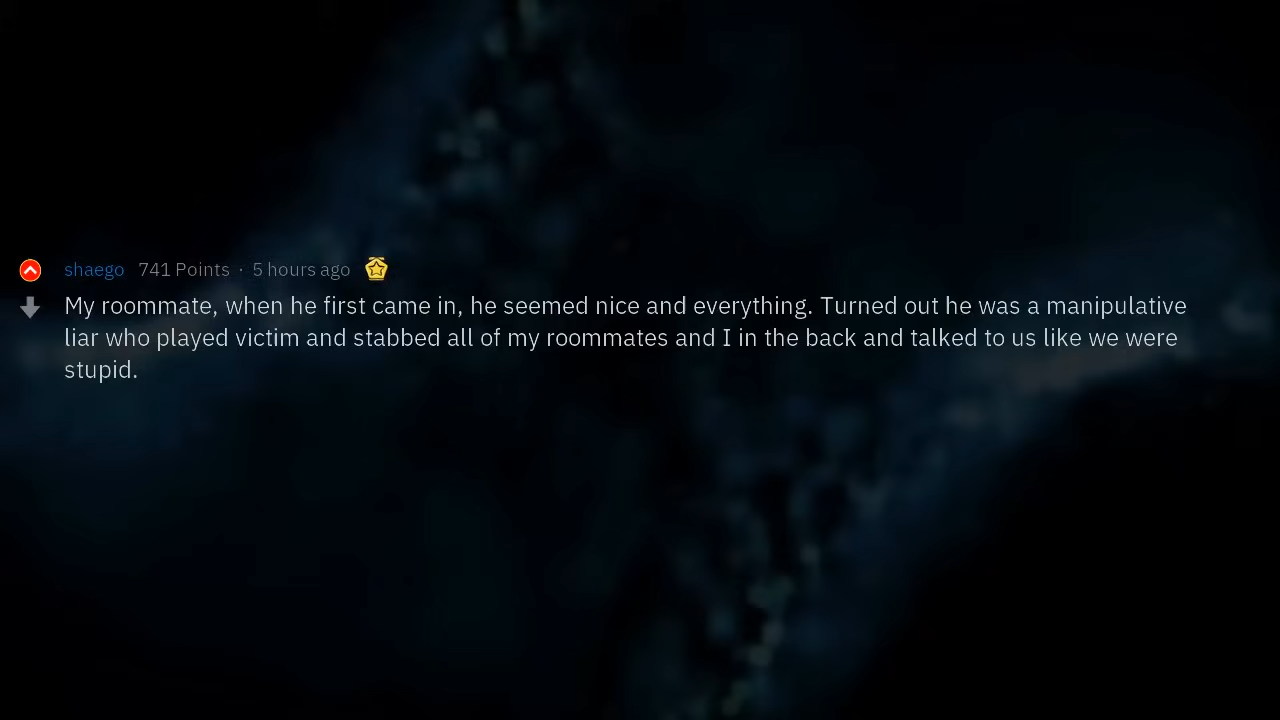 shaego 741 Points · 5 hours ago
My roommate, when he first came in, he seemed nice and everything. Turned out he was a manipulative
liar who played victim and stabbed all of my roommates and I in the back and talked to us like we were
stupid.